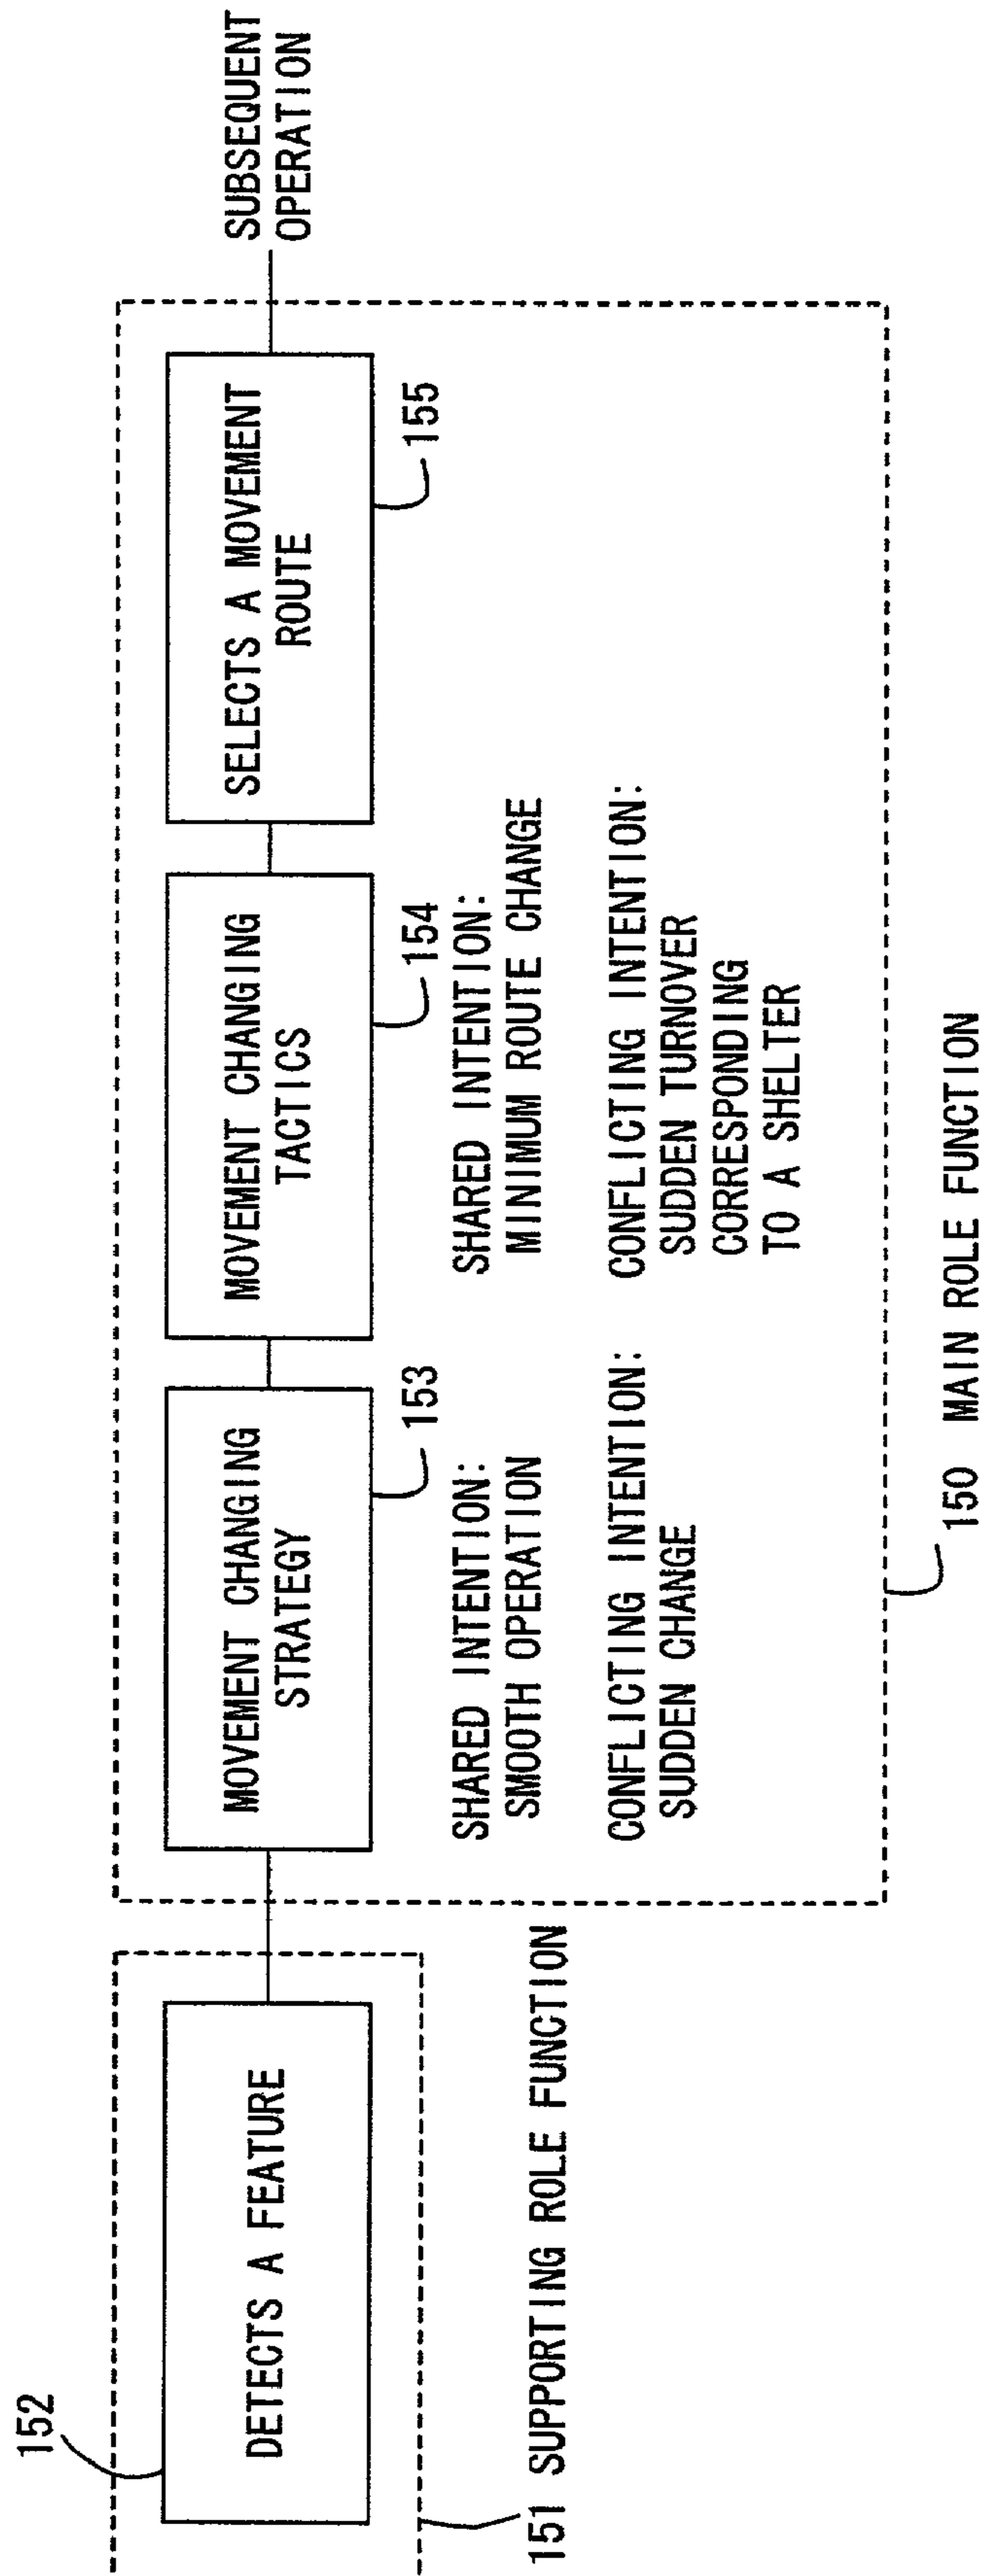 152
DETECTS A FEATURE
151 SUPPORTING ROLE FUNCTION
MOVEMENT CHANGING
STRATEGY
153
SHARED INTENTION:
SMOOTH OPERATION
CONFLICTING INTENTION:
SUDDEN CHANGE
MOVEMENT CHANGING
TACTICS
154
SHARED INTENTION:
MINIMUM ROUTE CHANGE
CONFLICTING INTENTION:
SUDDEN TURNOVER
CORRESPONDING
TO A SHELTER
SELECTS A MOVEMENT
ROUTE
155
SUBSEQUENT
OPERATION
150 MAIN ROLE FUNCTION